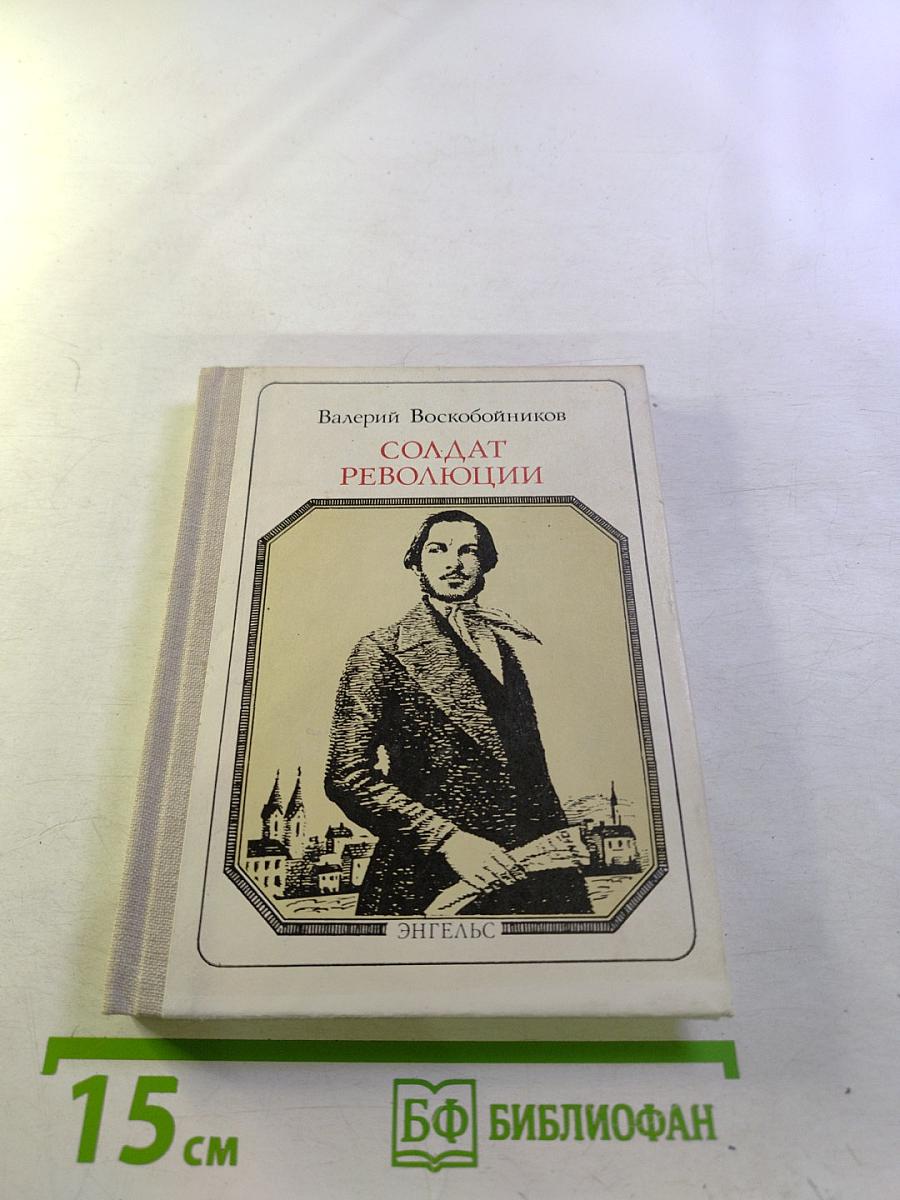 Валерий Воскобойников
СОЛДАТ
РЕВОЛЮЦИИ
ЭНГЕЛЬС
15 см
БФ БИБЛИОФАН